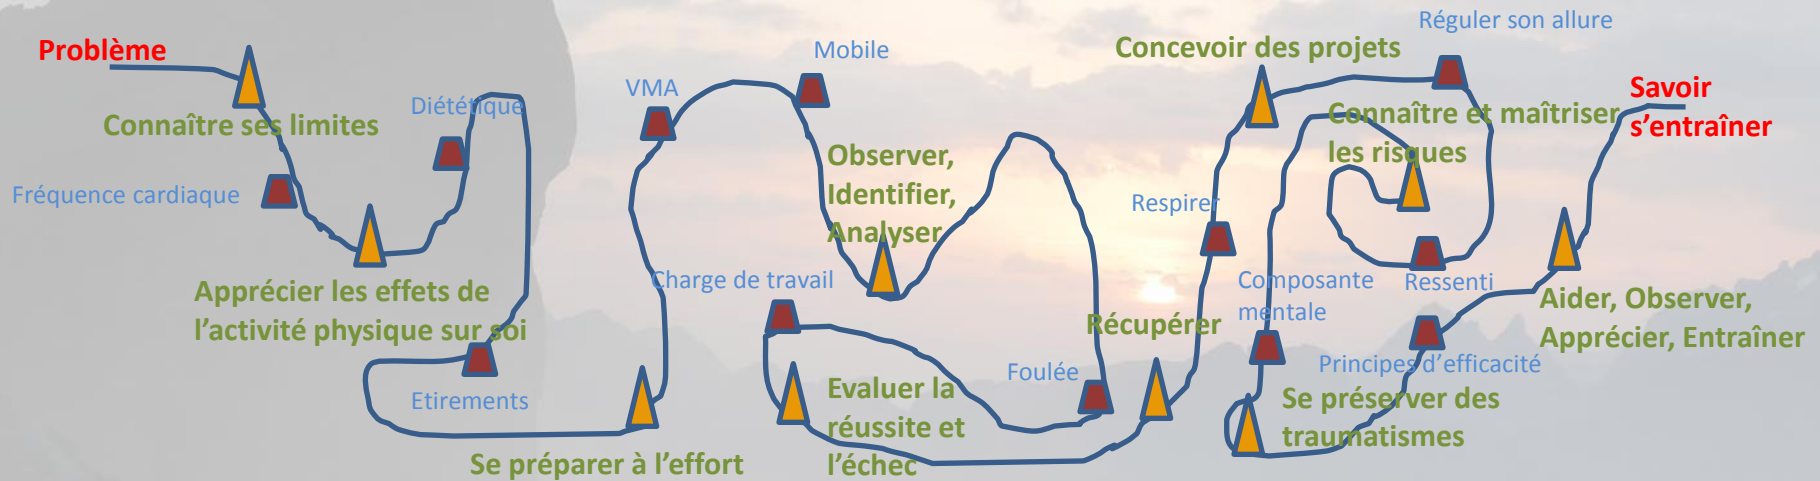 Problème
Connaître ses limites
Fréquence cardiaque
Apprécier les effets de
l’activité physique sur soi
Diététique
Etirements
Se préparer à l’effort
VMA
Mobile
Observer,
Identifier,
Analyser
Foulée
Charge de travail
Evaluer la
réussite et
l’échec
Récupérer
Respirer
Concevoir des projets
Réguler son allure
Ressenti
Connaître et maîtriser
les risques
Composante
mentale
Se préserver des
traumatismes
Principes d’efficacité
Aider, Observer,
Apprécier, Entraîner
Savoir
s’entraîner